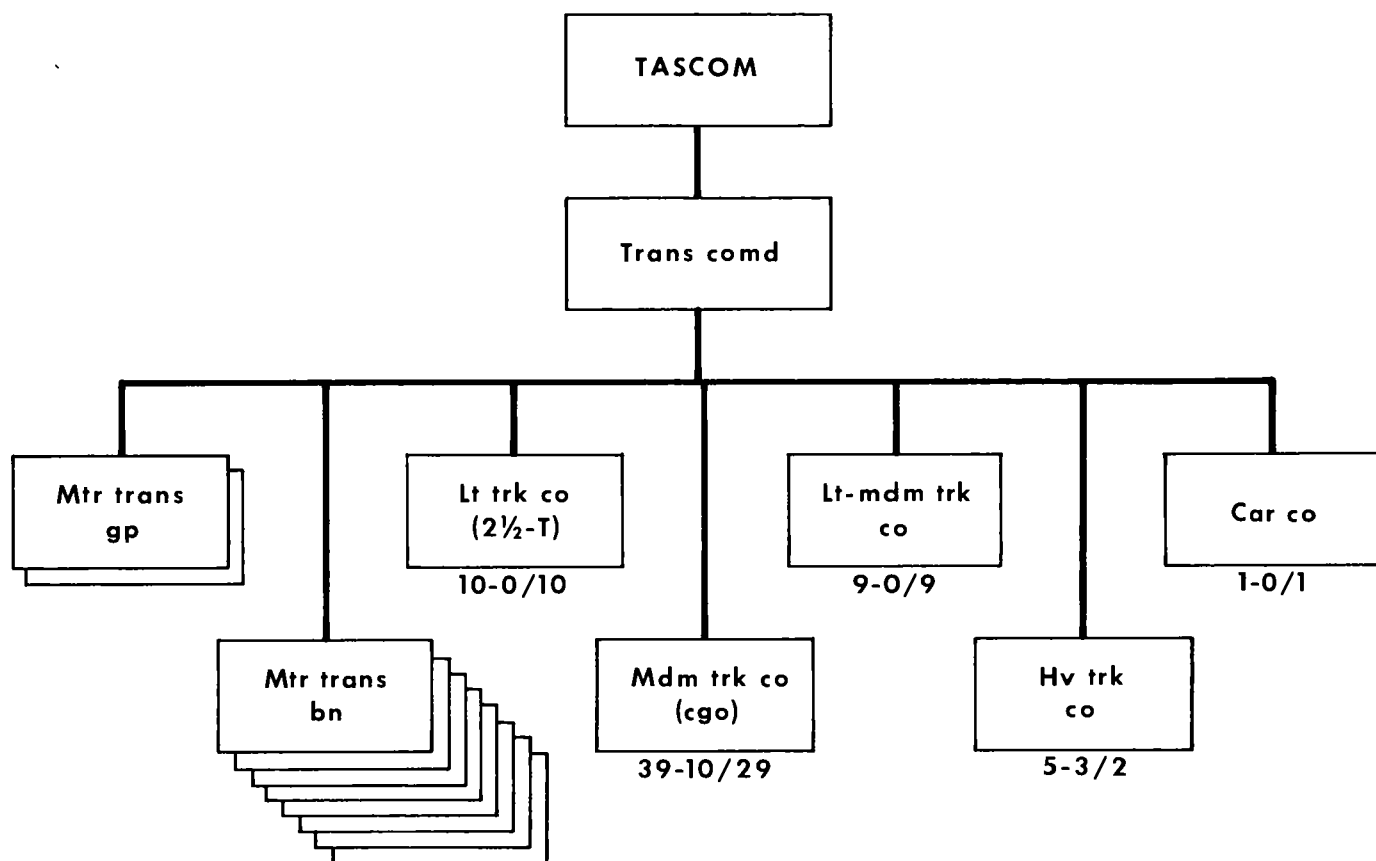 TASCOM
Trans comd
Mtr trans
gp
Lt trk co
(2½-T)
10-0/10
Lt-mdm trk
co
9-0/9
Car co
1-0/1
Mtr trans
bn
Mdm trk co
(cgo)
39-10/29
Hv trk
co
5-3/2